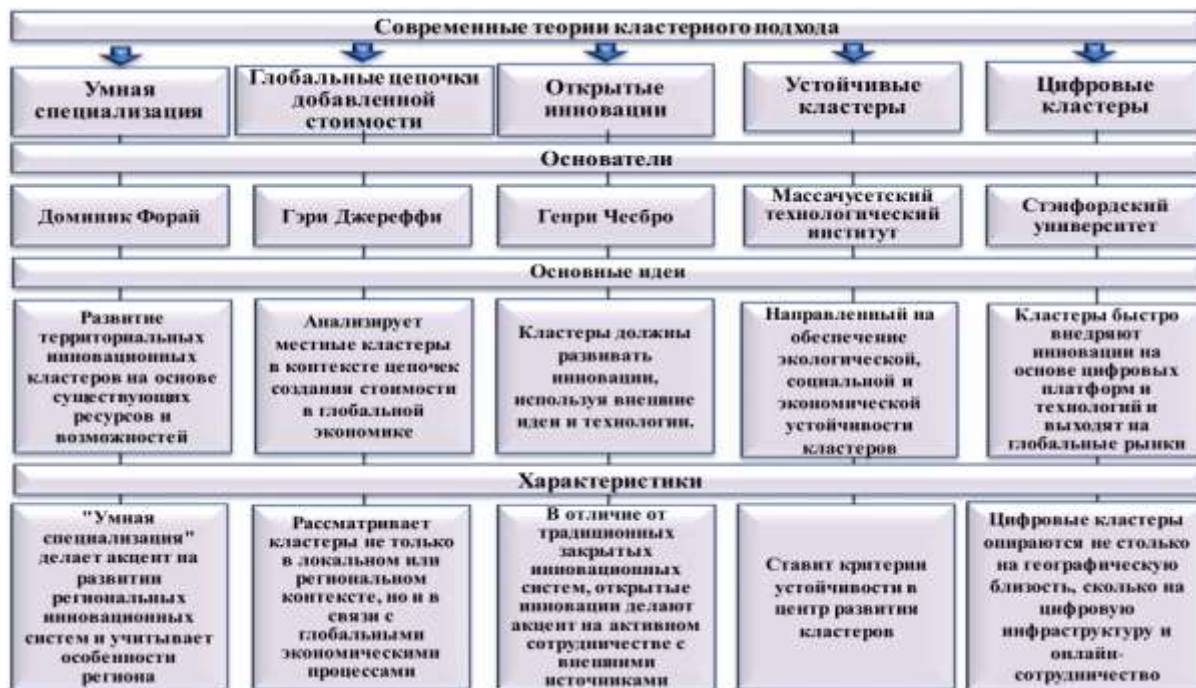 Современные теории кластерного подхода
Умная
специализация
Глобальные цепочки
добавленной
стоимости
Открытые
инновации
Устойчивые
кластеры
Цифровые
кластеры
Основатели
Доминик Форай
Гэри Джереффи
Генри Чесбро
Массачусетский
технологический
институт
Стэнфордский
университет
Основные идеи
Развитие
территориальных
инновационных
кластеров на основе
существующих
ресурсов и
возможностей
Анализирует
местные кластеры
в контексте цепочек
создания стоимости
в глобальной
экономике
Кластеры должны
развивать
инновации,
используя внешние
идеи и технологии.
Направленный на
обеспечение
экологической,
социальной и
экономической
устойчивости
кластеров
Кластеры быстро
внедряют
инновации на
основе цифровых
платформ и
технологий и
выходят на
глобальные рынки
Характеристики
"Умная
специализация"
делает акцент на
развитии
региональных
инновационных
систем и учитывает
особенности
региона
Рассматривает
кластеры не только
в локальном или
региональном
контексте, но и в
связи с
глобальными
экономическими
процессами
В отличие от
традиционных
закрытых
инновационных
систем, открытые
инновации делают
акцент на активном
сотрудничестве с
внешними
источниками
Ставит критерии
устойчивости в
центр развития
кластеров
Цифровые кластеры
опираются не столько
на географическую
близость, сколько на
цифровую
инфраструктуру и
онлайн-
сотрудничество